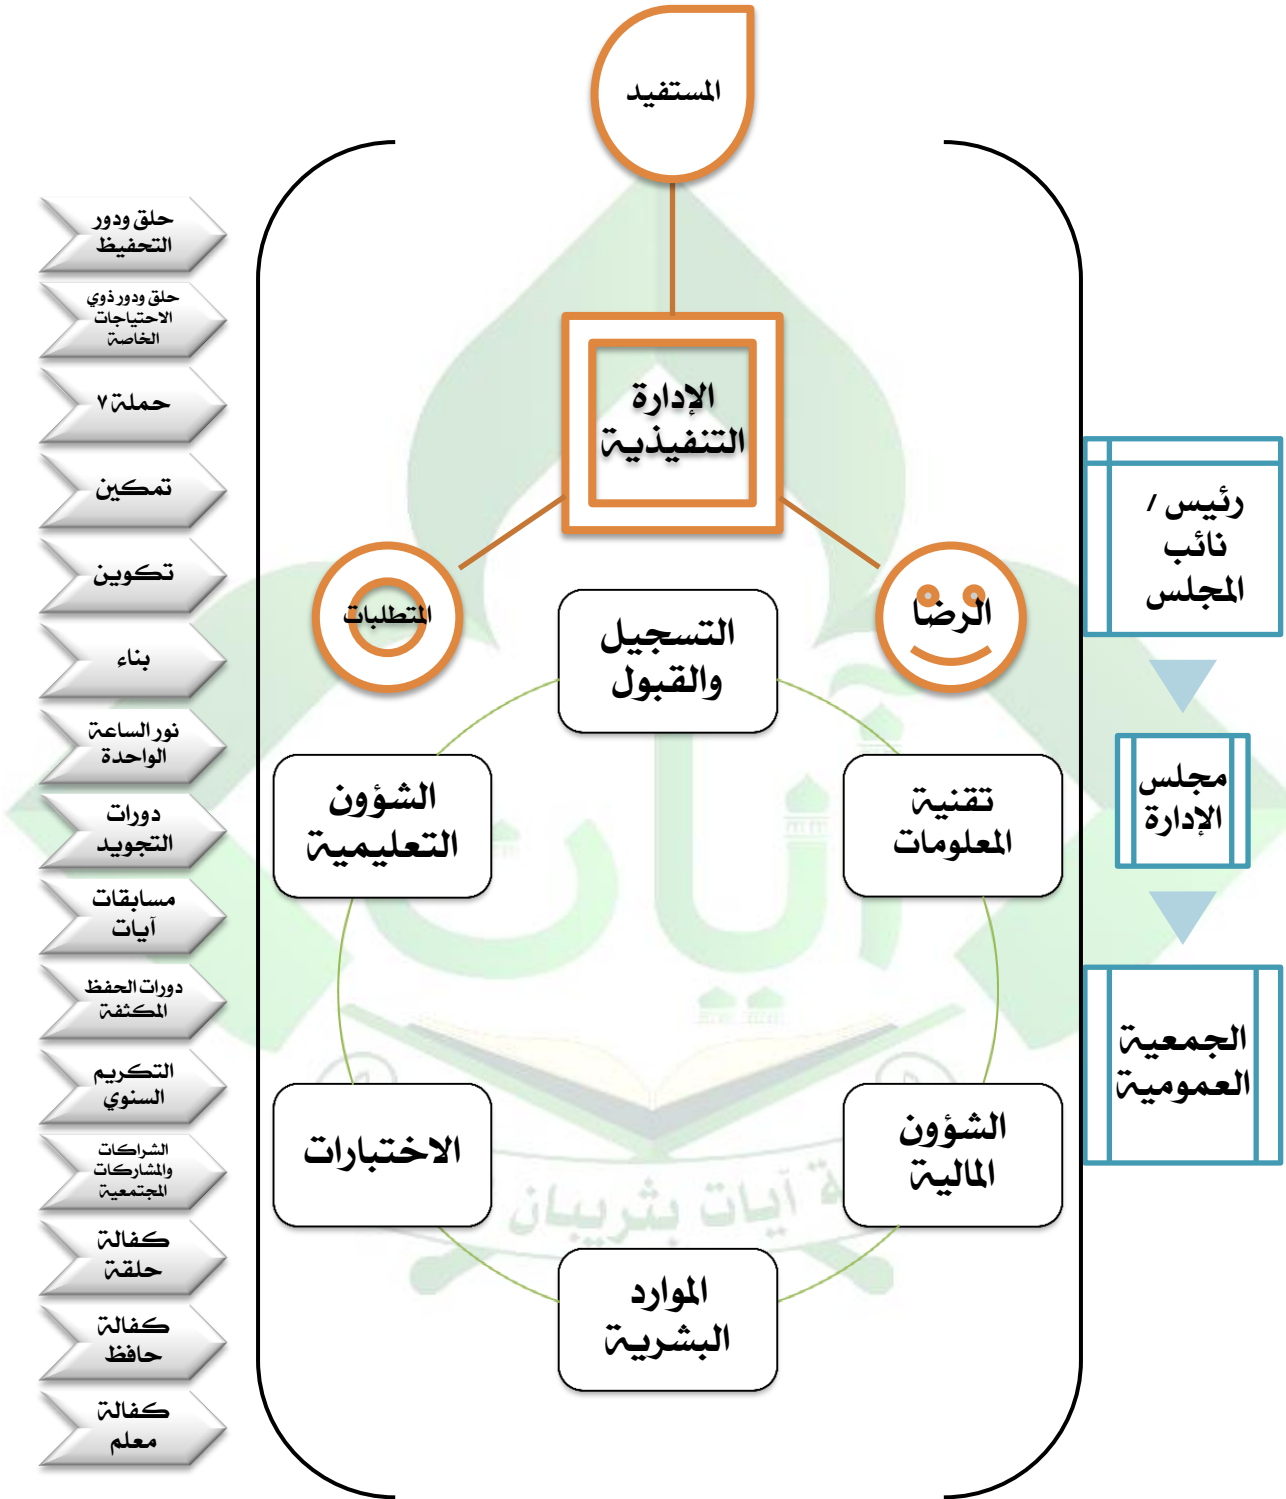 المستفيد
الإدارة
التنفيذية
الرضا
المتطلبات
التسجيل
والقبول
تقنية
المعلومات
الشؤون
المالية
الموارد
البشرية
الاختبارات
الشؤون
التعليمية
رئيس /
نائب
المجلس
مجلس
الإدارة
الجمعية
العمومية
حلق ودور
التحفيظ
حلق ودور ذوي
الاحتياجات
الخاصة
حملة ٧
تمكين
تكوين
بناء
نور الساعة
الواحدة
دورات
التجويد
مسابقات
آيات
دورات الحفظ
المكثفة
التكريم
السنوي
الشراكات
والمشاركات
المجتمعية
كفالة
حلقة
كفالة
حافظ
كفالة
معلم
آيات
آيات بثريبان